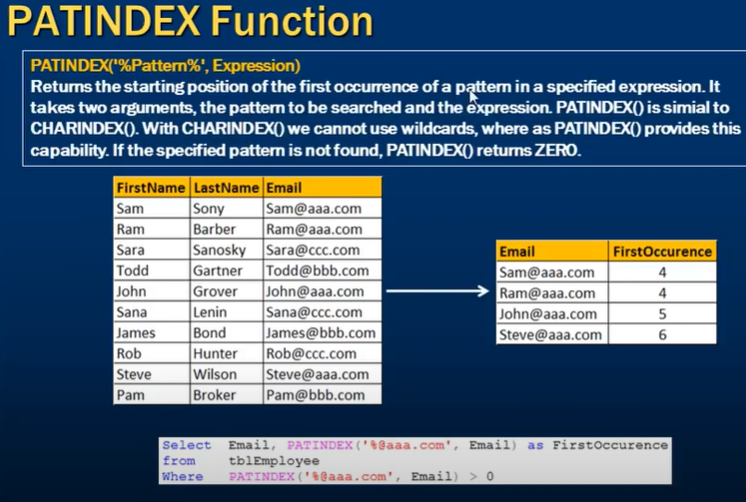 PATINDEX Function
PATINDEX('%Pattern%', Expression)
Returns the starting position of the first occurrence of a pattern in a specified expression. It
takes two arguments, the pattern to be searched and the expression. PATINDEX() is simial to
CHARINDEX(). With CHARINDEX() we cannot use wildcards, where as PATINDEX() provides this
capability. If the specified pattern is not found, PATINDEX() returns ZERO.
FirstName LastName Email
Sam Sony Sam@aaa.com
Ram Barber Ram@aaa.com
Sara Sanosky Sara@ccc.com
Todd Gartner Todd@bbb.com
John Grover John@aaa.com
Sana Lenin Sana@ccc.com
James Bond James@bbb.com
Rob Hunter Rob@ccc.com
Steve Wilson Steve@aaa.com
Pam Broker Pam@bbb.com
Email FirstOccurence
Sam@aaa.com 4
Ram@aaa.com 4
John@aaa.com 5
Steve@aaa.com 6
Select Email, PATINDEX('%@aaa.com', Email) as FirstOccurence
from tblEmployee
Where PATINDEX('%@aaa.com', Email) > 0